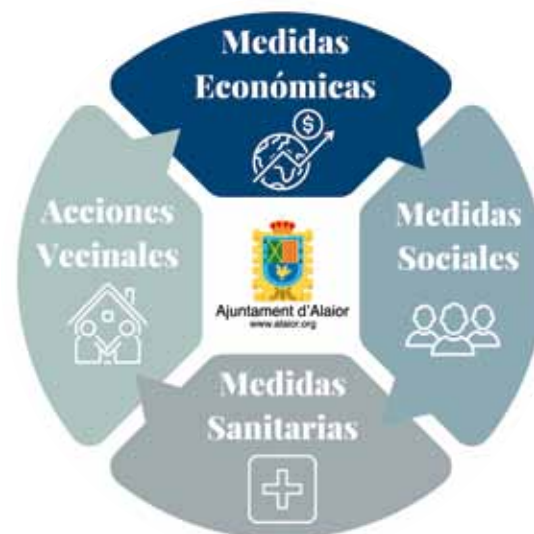 Medidas
Económicas
Medidas
Sociales
Medidas
Sanitarias
Acciones
Vecinales
Ajuntament d'Alaior
www.alaior.org